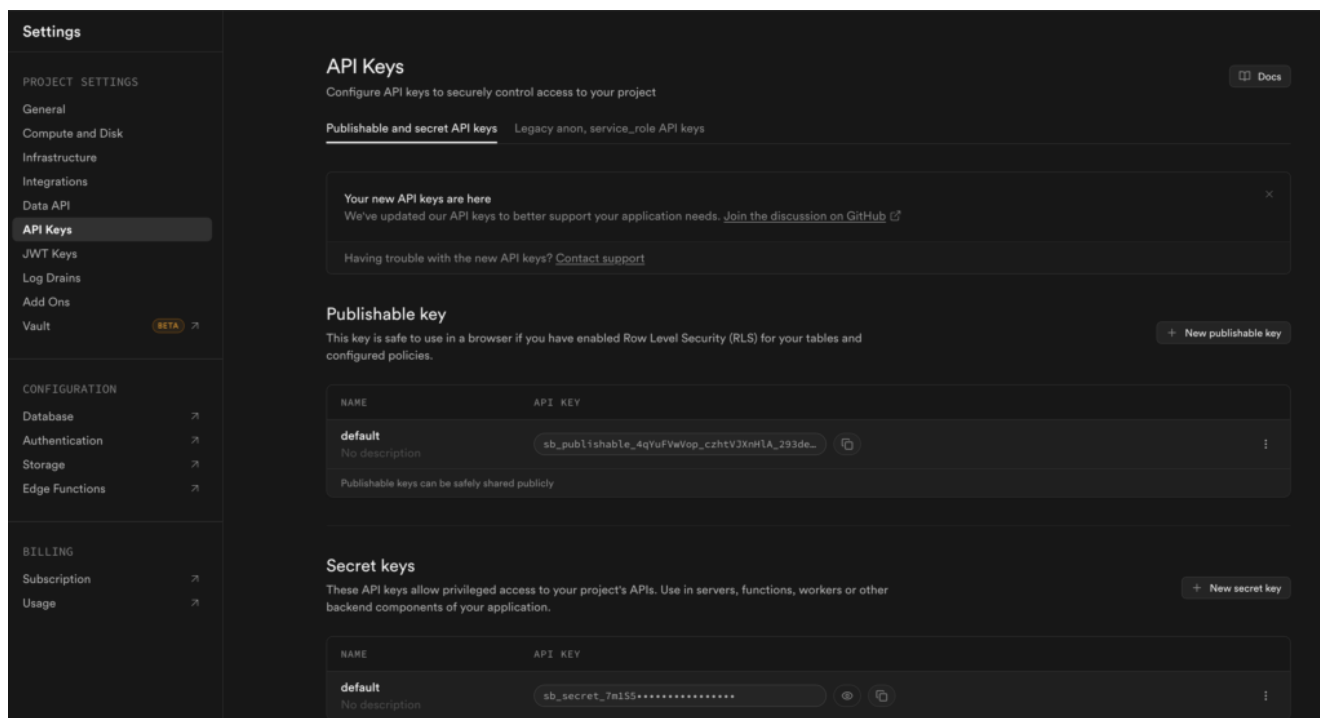 Settings
PROJECT SETTINGS
General
Compute and Disk
Infrastructure
Integrations
Data API
API Keys
JWT Keys
Log Drains
Add Ons
Vault BETA
CONFIGURATION
Database
Authentication
Storage
Edge Functions
BILLING
Subscription
Usage
API Keys
Docs
Configure API keys to securely control access to your project
Publishable and secret API keys Legacy anon, service_role API keys
Your new API keys are here
We've updated our API keys to better support your application needs. Join the discussion on GitHub
Having trouble with the new API keys? Contact support
Publishable key
This key is safe to use in a browser if you have enabled Row Level Security (RLS) for your tables and
configured policies.
New publishable key
NAME API KEY
default sb_publishable_4qYuFVwVop_czhtVJXnHlA_293de…
No description
Publishable keys can be safely shared publicly
Secret keys
These API keys allow privileged access to your project's APIs. Use in servers, functions, workers or other
backend components of your application.
New secret key
NAME API KEY
default sb_secret_7m1S5••••••••••••••••
No description